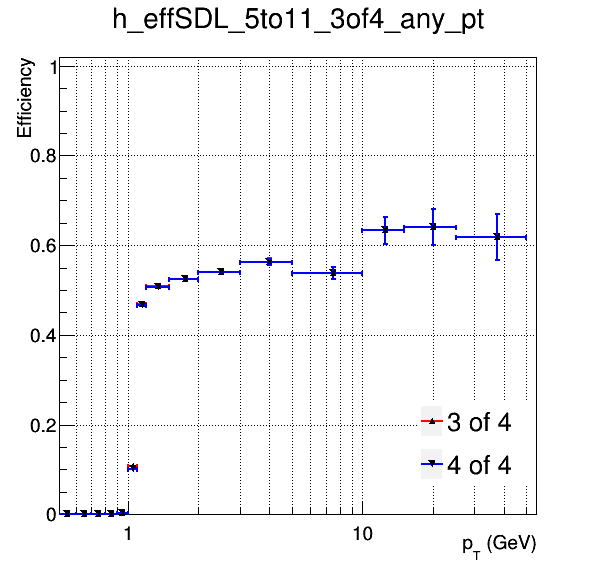 h_effSDL_5to11_3of4_any_pt
Efficiency
1
0.8
0.6
0.4
0.2
0
3 of 4
4 of 4
1
10
p_T (GeV)